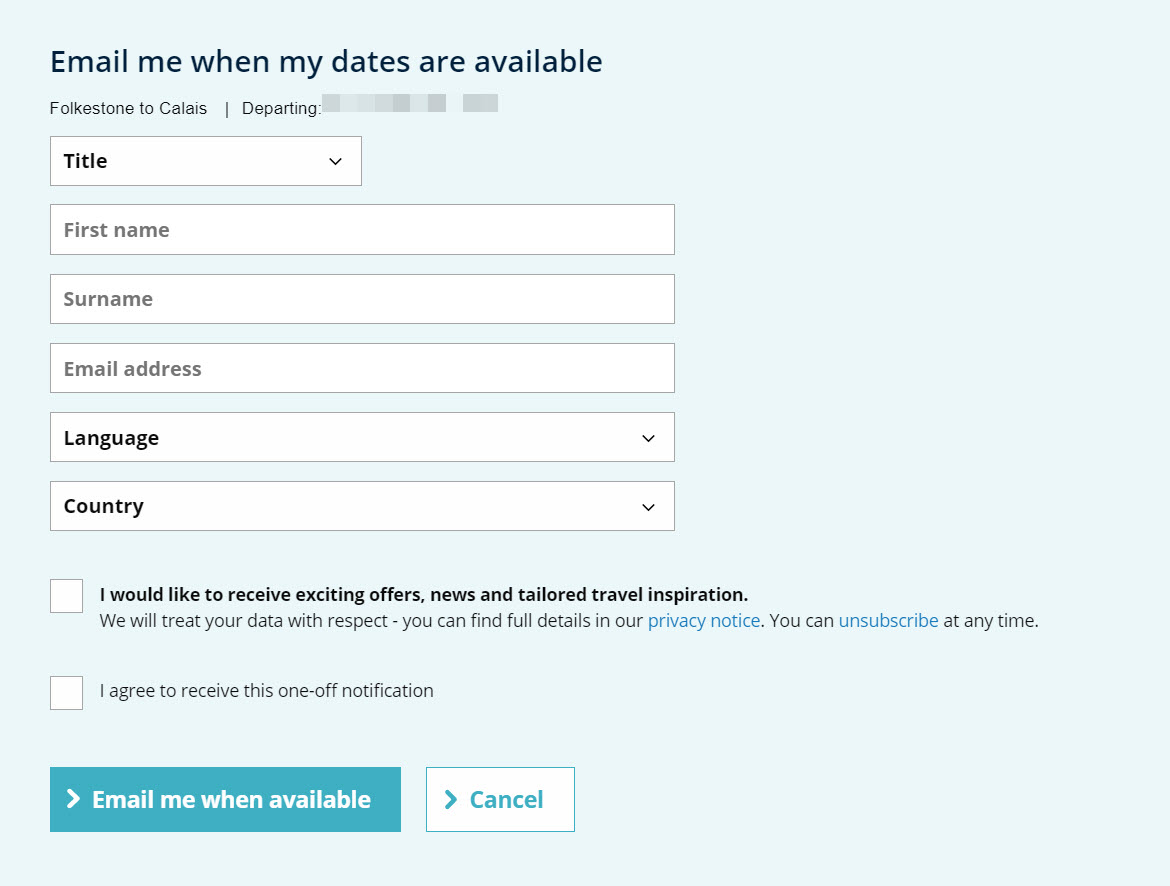 Email me when my dates are available
Folkestone to Calais | Departing:
Title
First name
Surname
Email address
Language
Country
I would like to receive exciting offers, news and tailored travel inspiration.
We will treat your data with respect - you can find full details in our privacy notice. You can unsubscribe at any time.
I agree to receive this one-off notification
Email me when available
Cancel